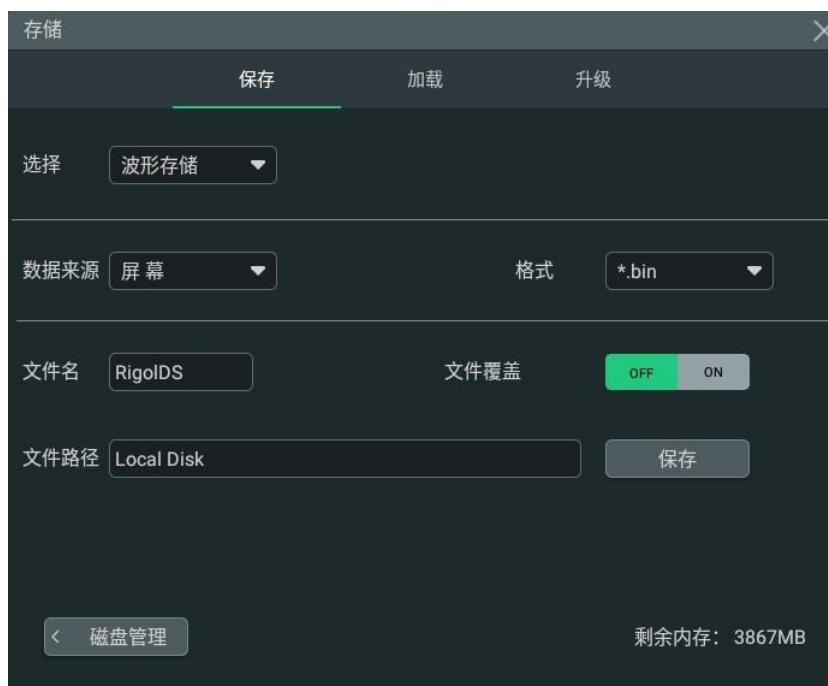 存储
保存 加载 升级
选择 波形存储
数据来源 屏 幕 格式 *.bin
文件名 RigolDS 文件覆盖 OFF ON
文件路径 Local Disk 保存
磁盘管理 剩余内存： 3867MB